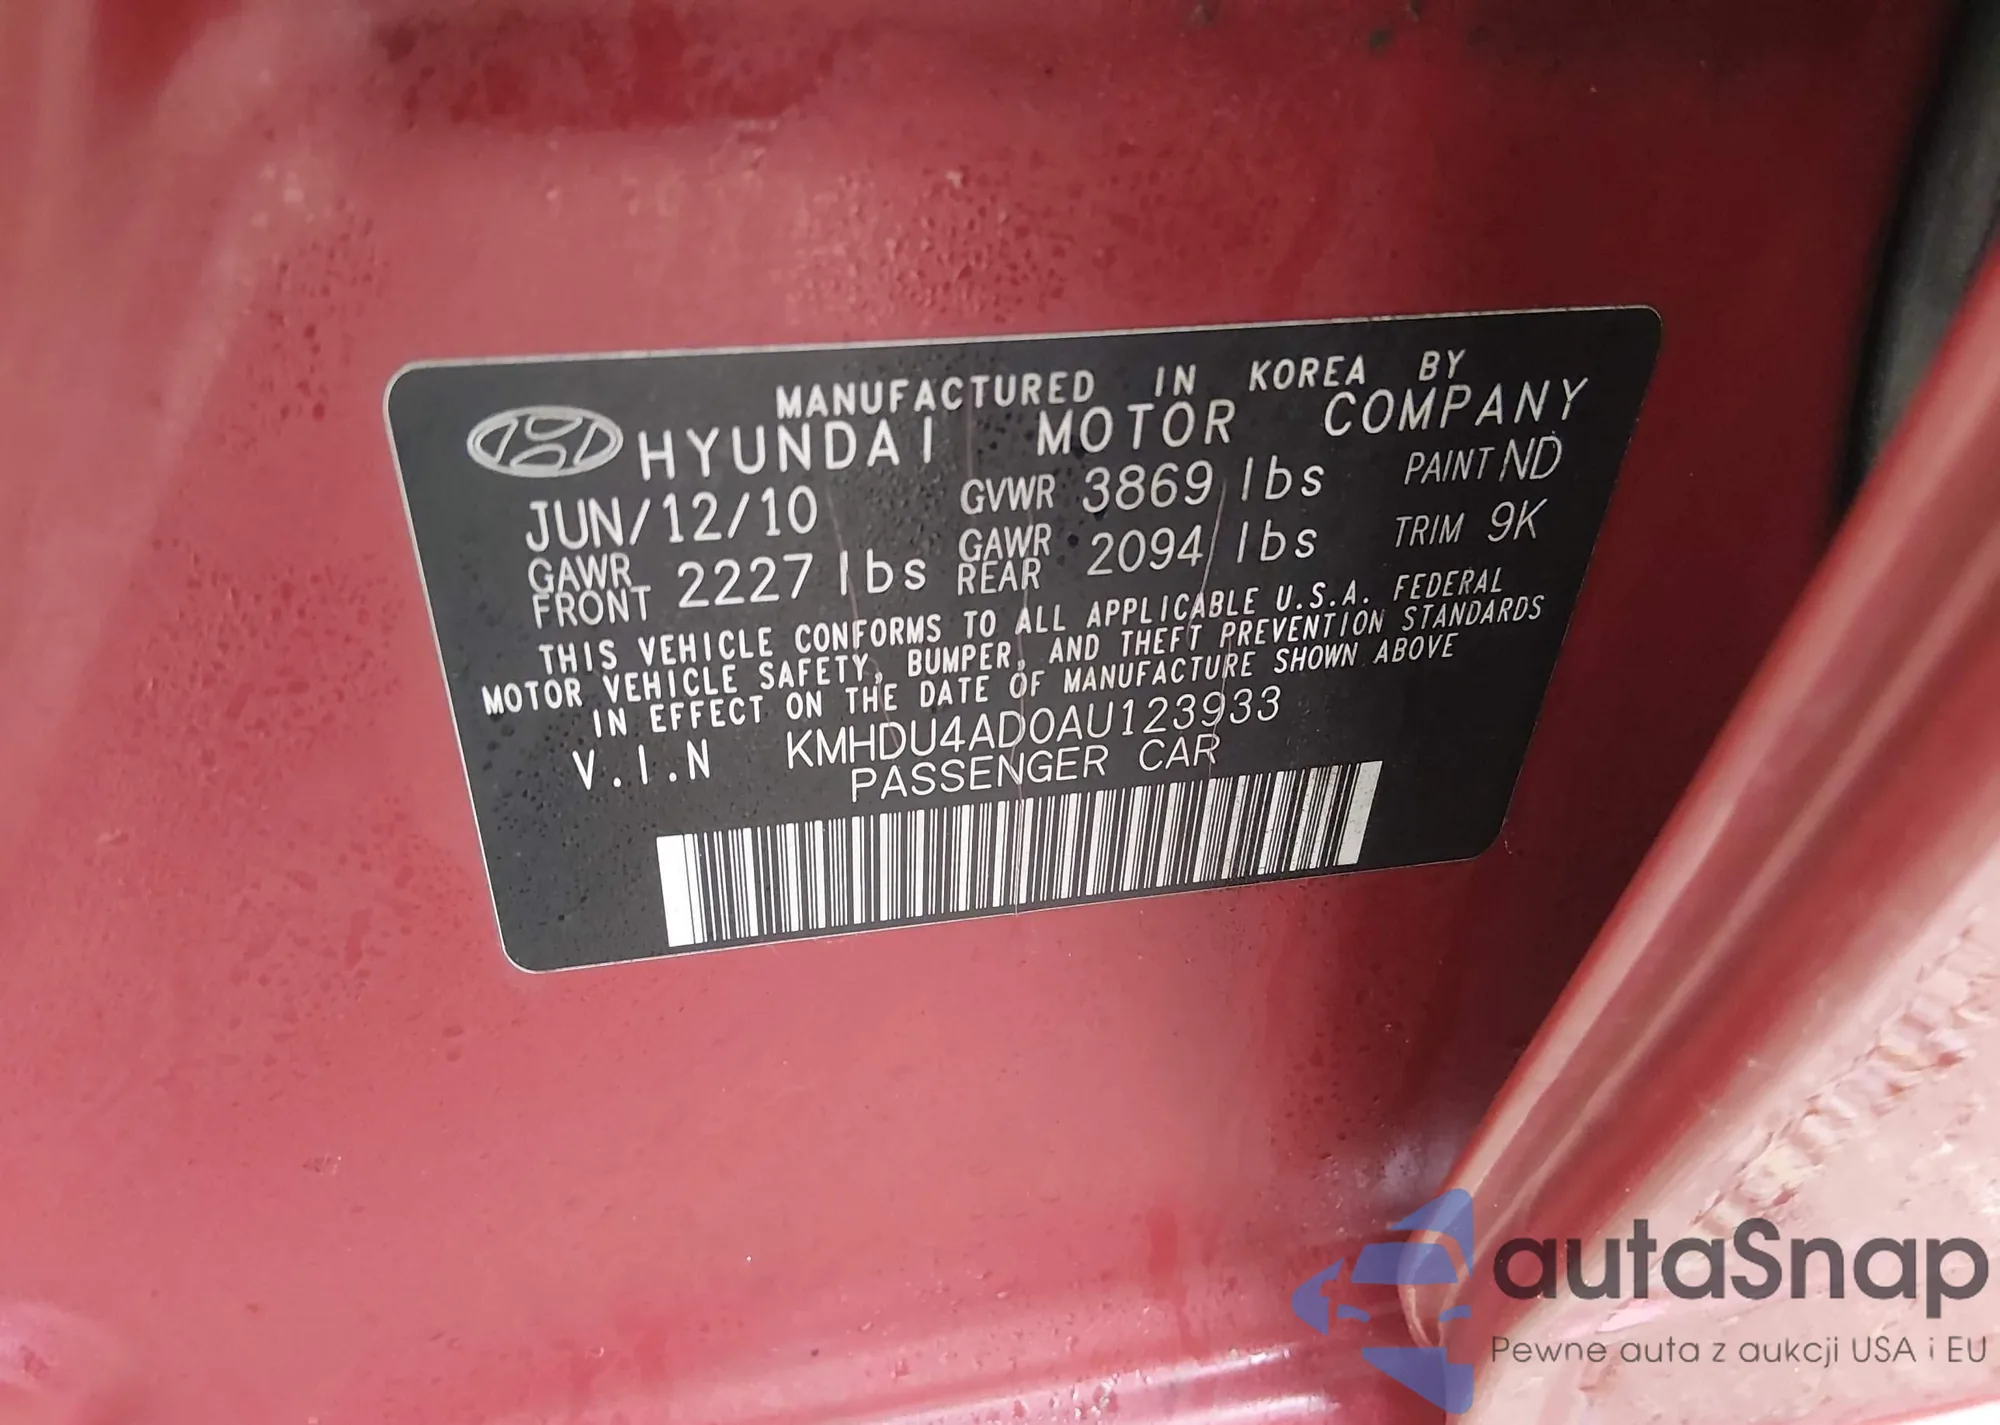 MANUFACTURED IN KOREA BY
HYUNDAI MOTOR COMPANY
JUN/12/10 GVWR 3869 lbs PAINT ND
GAWR FRONT 2227 lbs GAWR REAR 2094 lbs TRIM 9K
THIS VEHICLE CONFORMS TO ALL APPLICABLE U.S.A. FEDERAL
MOTOR VEHICLE SAFETY, BUMPER, AND THEFT PREVENTION STANDARDS
IN EFFECT ON THE DATE OF MANUFACTURE SHOWN ABOVE
V.I.N KMHDU4AD0AU123933
PASSENGER CAR
autaSnap
Pewne auta z aukcji USA i EU